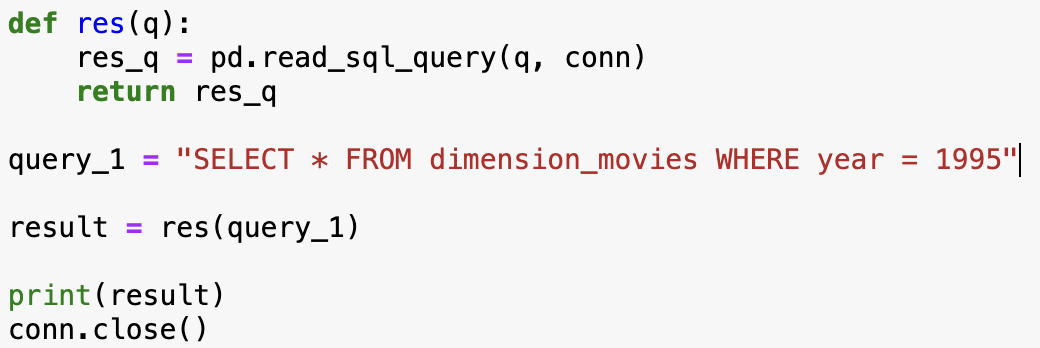 def res(q):
    res_q = pd.read_sql_query(q, conn)
    return res_q

query_1 = "SELECT * FROM dimension_movies WHERE year = 1995"

result = res(query_1)

print(result)
conn.close()